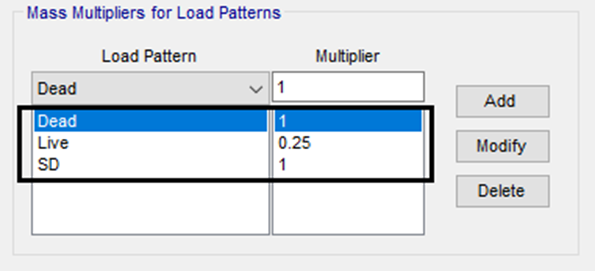 Mass Multipliers for Load Patterns
Load Pattern Multiplier
Dead 1 Add
Dead 1
Live 0.25 Modify
SD 1
Delete